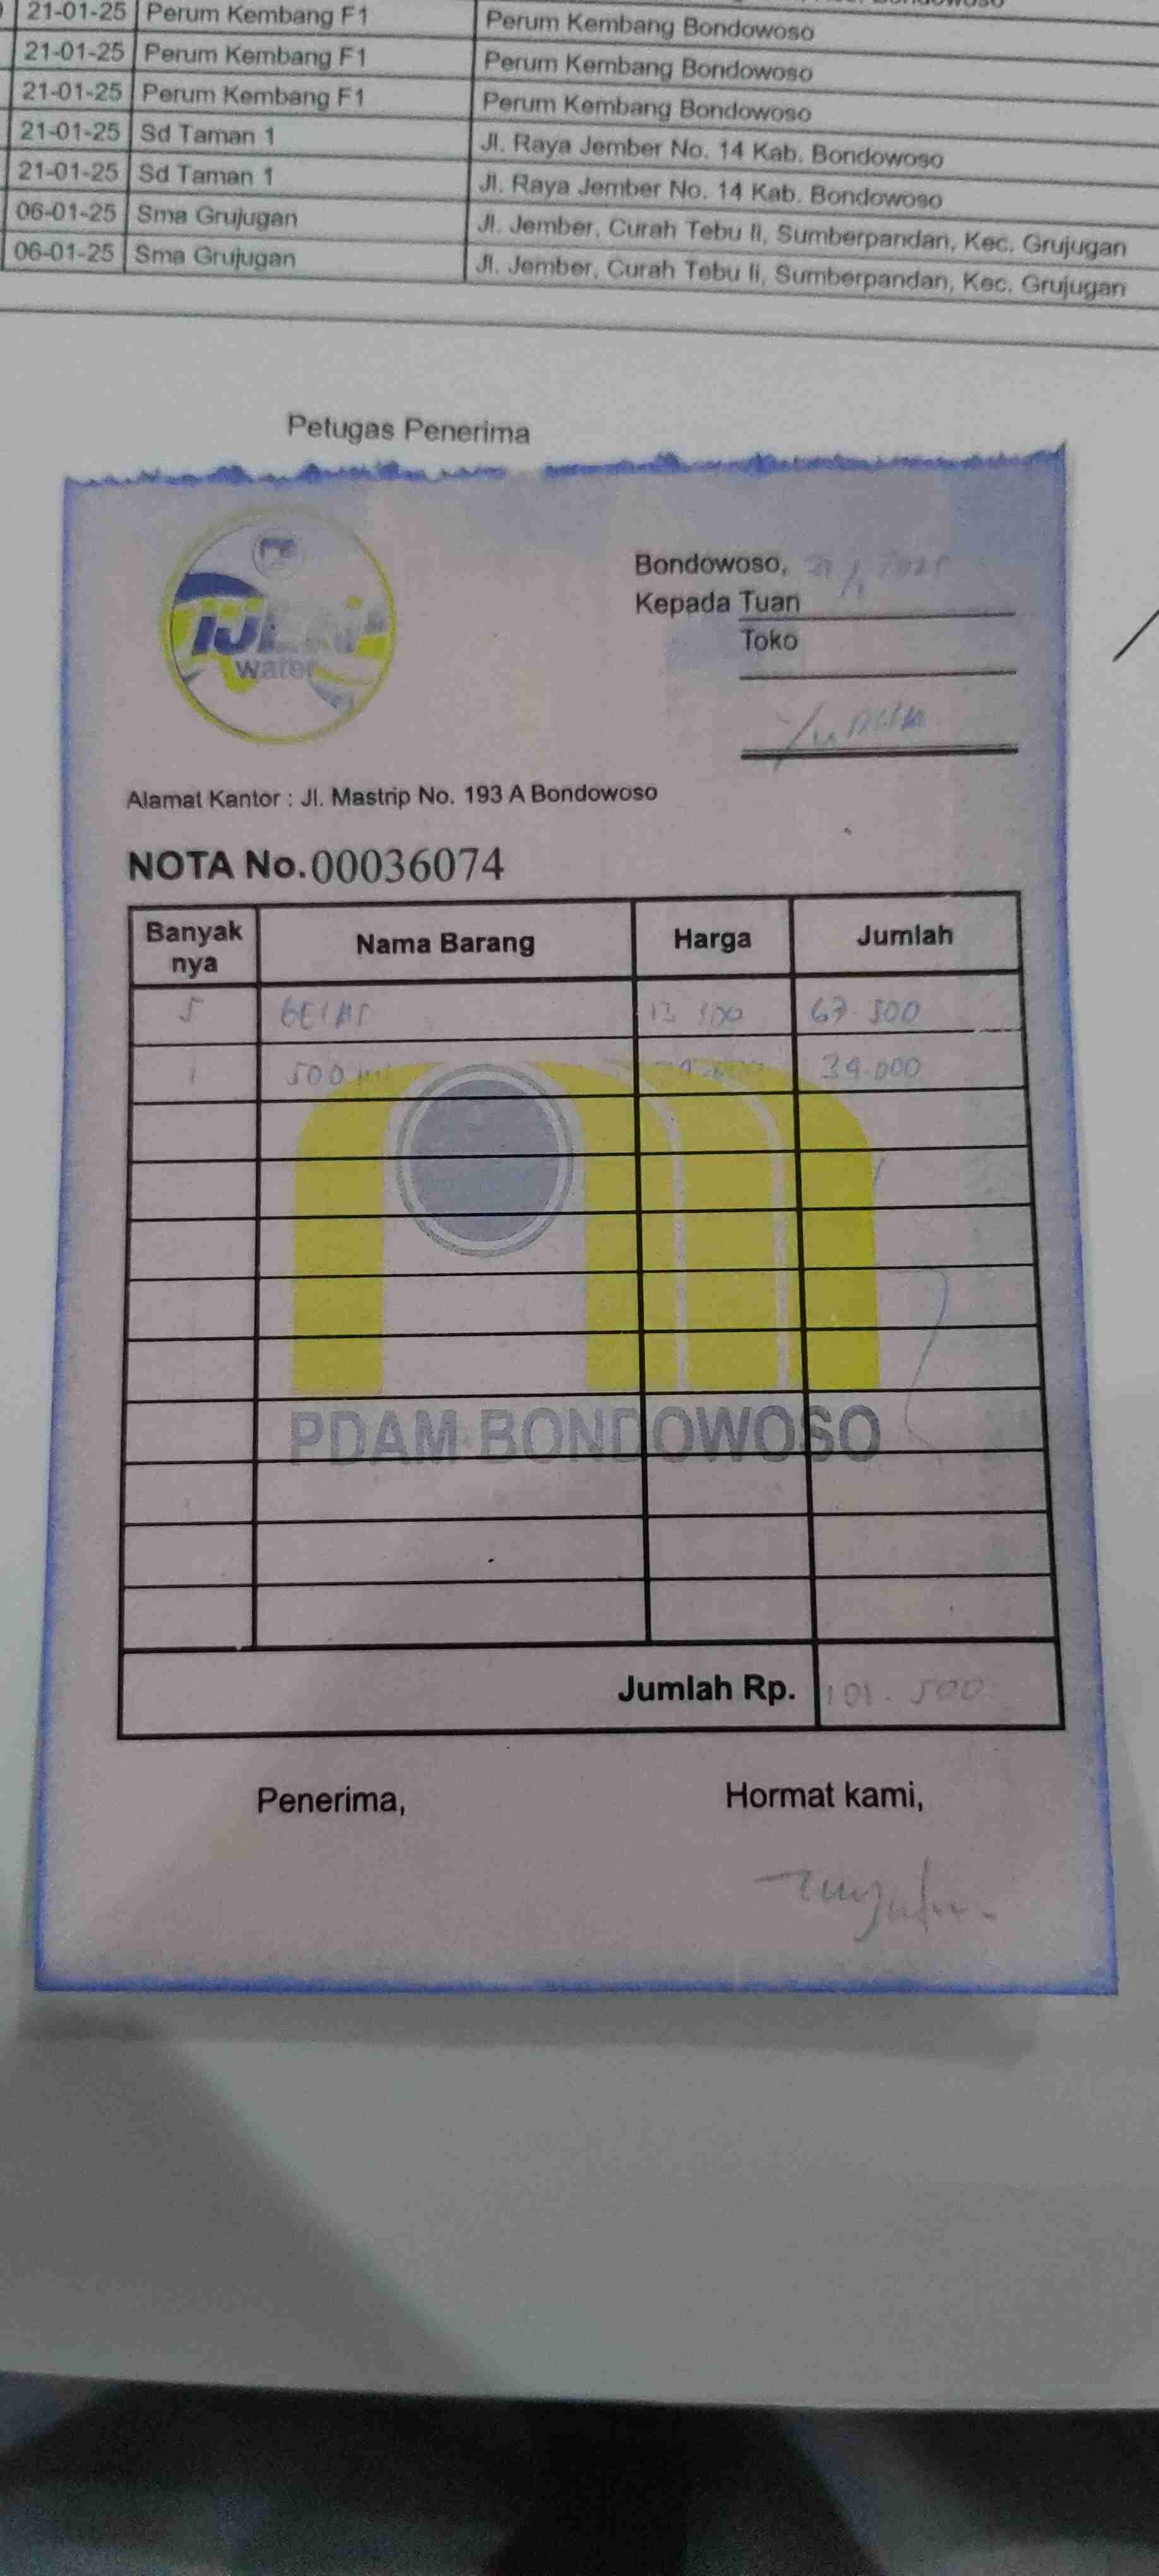 21-01-25 Perum Kembang F1 Perum Kembang Bondowoso
21-01-25 Perum Kembang F1 Perum Kembang Bondowoso
21-01-25 Perum Kembang F1 Perum Kembang Bondowoso
21-01-25 Sd Taman 1 Jl. Raya Jember No. 14 Kab. Bondowoso
21-01-25 Sd Taman 1 Jl. Raya Jember No. 14 Kab. Bondowoso
06-01-25 Sma Grujugan Jl. Jember, Curah Tebu Ii, Sumberpandan, Kec. Grujugan
06-01-25 Sma Grujugan Jl. Jember, Curah Tebu Ii, Sumberpandan, Kec. Grujugan
Petugas Penerima
IJEN
water
Bondowoso, 2025
Kepada Tuan
Toko
Alamat Kantor : Jl. Mastrip No. 193 A Bondowoso
NOTA No. 00036074
Banyak nya Nama Barang Harga Jumlah
5 GELAS 13 500 67.500
1 500 ml 34.000
PDAM BONDOWOSO
Jumlah Rp. 101.500
Penerima, Hormat kami,